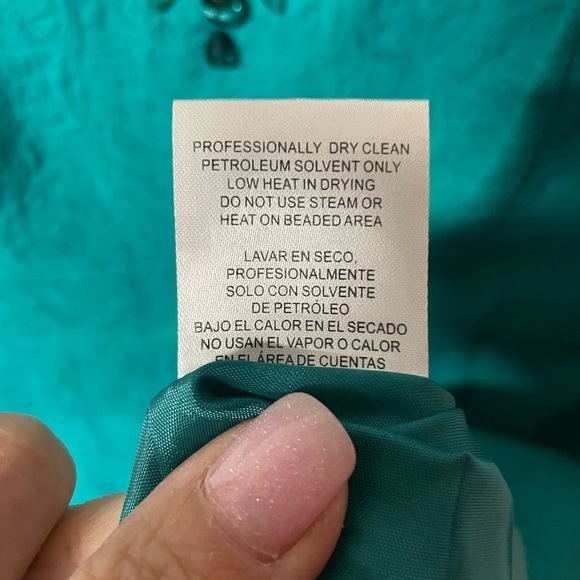 PROFESSIONALLY DRY CLEAN
PETROLEUM SOLVENT ONLY
LOW HEAT IN DRYING
DO NOT USE STEAM OR
HEAT ON BEADED AREA
LAVAR EN SECO,
PROFESIONALMENTE
SOLO CON SOLVENTE
DE PETRÓLEO
BAJO EL CALOR EN EL SECADO
NO USAN EL VAPOR O CALOR
EN EL ÁREA DE CUENTAS